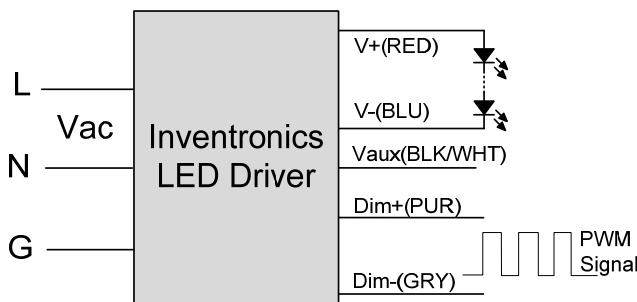 L
Vac
N
G
Inventronics
LED Driver
V+(RED)
V-(BLU)
Vaux(BLK/WHT)
Dim+(PUR)
Dim-(GRY)
PWM
Signal